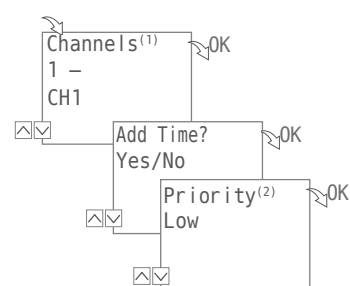 Channels(1)
OK
1 –
CH1
Add Time?
OK
Yes/No
Priority(2)
OK
Low